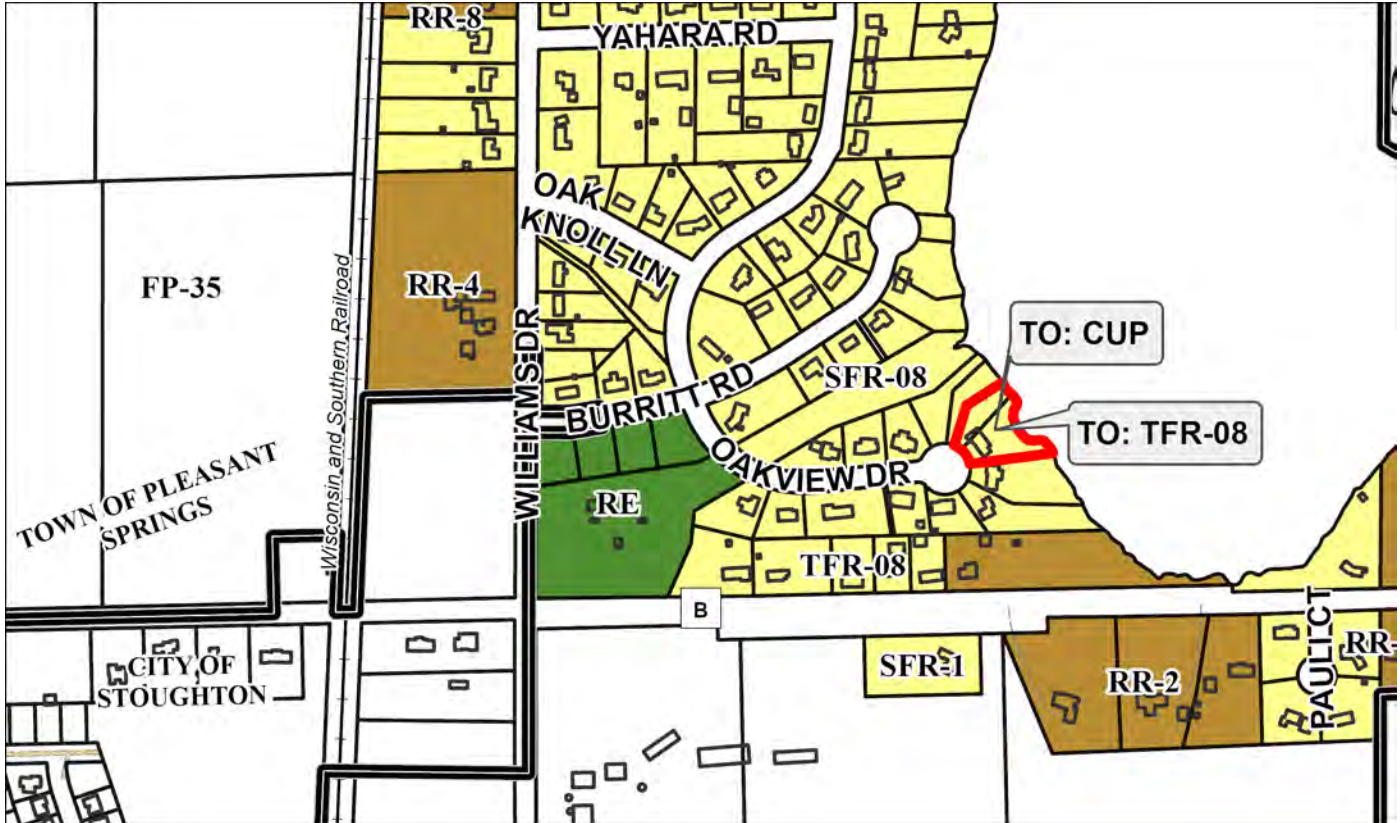 RR-8
YAHARA RD
OAK
KNOLL LN
FP-35
RR-4
Wisconsin and Southern Railroad
WILLIAMS DR
TO: CUP
SFR-08
BURRITT RD
TO: TFR-08
OAKVIEW DR
TOWN OF PLEASANT
SPRINGS
RE
TFR-08
B
CITY OF
STOUGHTON
SFR-1
RR-2
PAULI CT
RR-